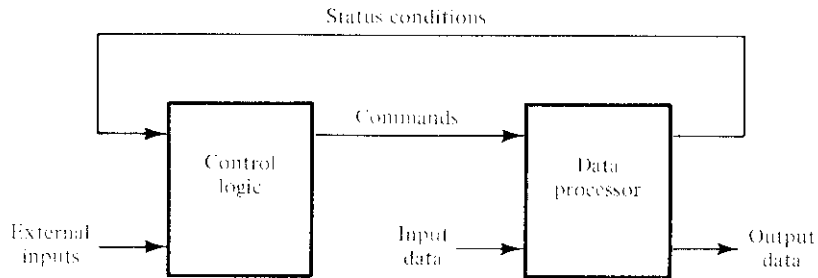 Status conditions
Commands
Control
logic
Data
processor
External
inputs
Input
data
Output
data